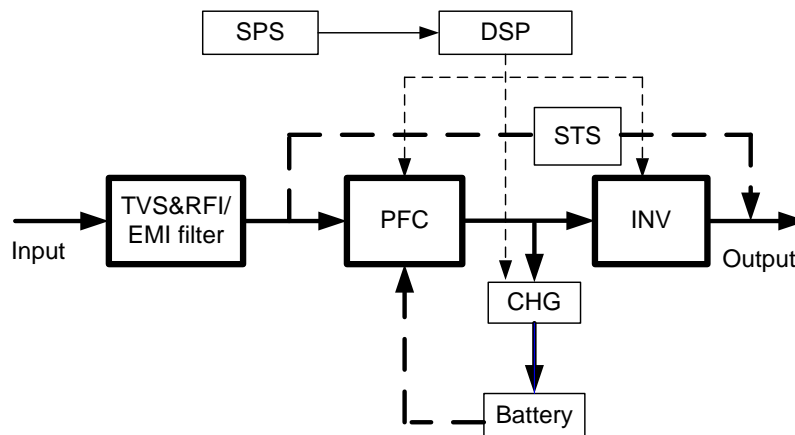 SPS
DSP
STS
TVS&RFI/
EMI filter
PFC
INV
Input
Output
CHG
Battery